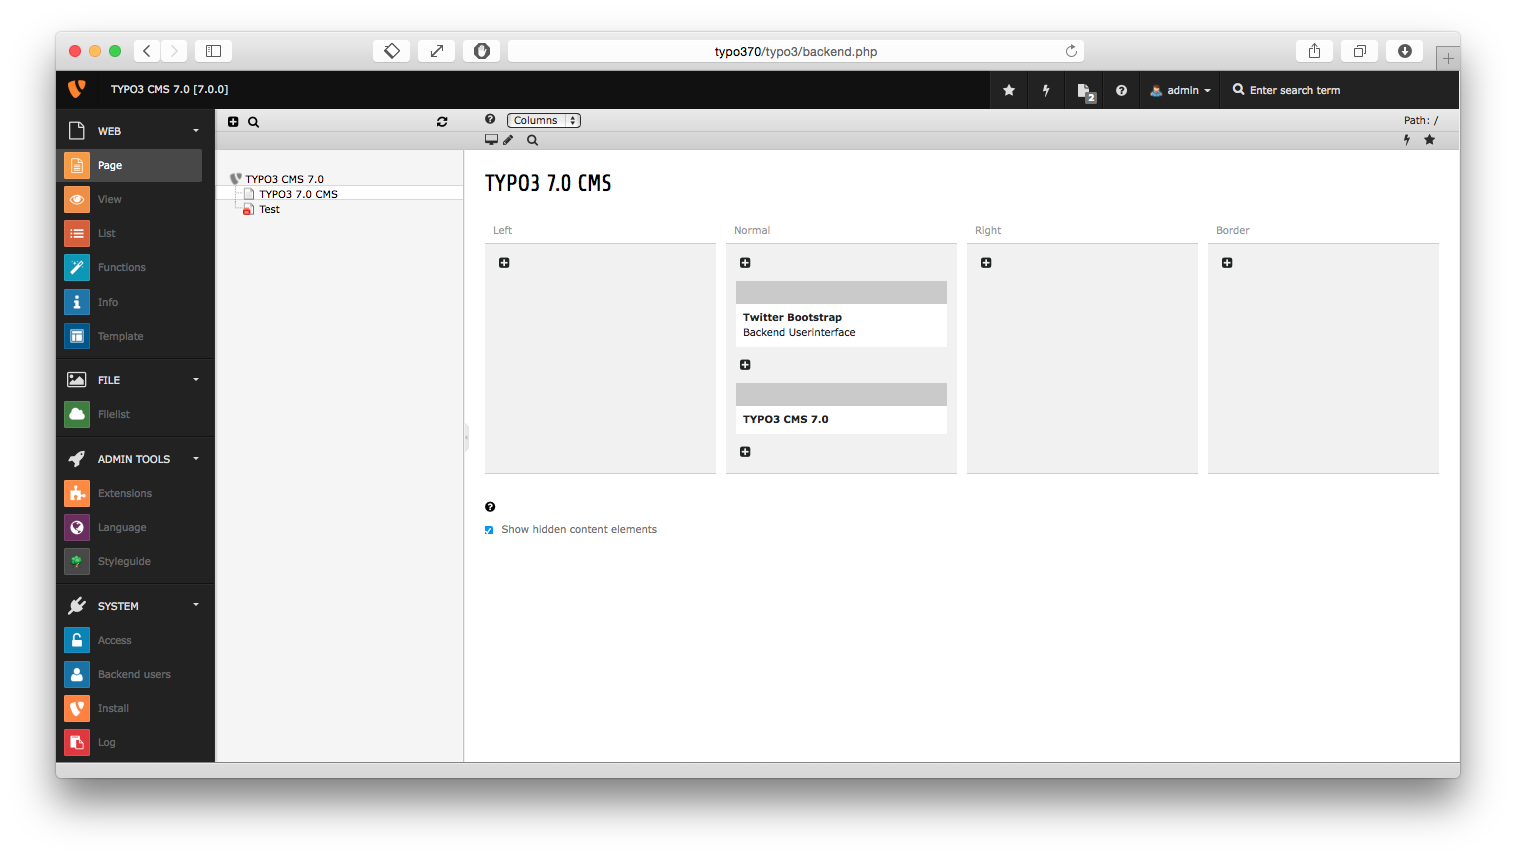 typo370/typo3/backend.php
TYPO3 CMS 7.0 [7.0.0]
2
admin
Enter search term
WEB
Page
View
List
Functions
Info
Template
FILE
Filelist
ADMIN TOOLS
Extensions
Language
Styleguide
SYSTEM
Access
Backend users
Install
Log
TYPO3 CMS 7.0
TYPO3 7.0 CMS
Test
Columns
Path: /
TYPO3 7.0 CMS
Left
Normal
Right
Border
Twitter Bootstrap
Backend Userinterface
TYPO3 CMS 7.0
Show hidden content elements